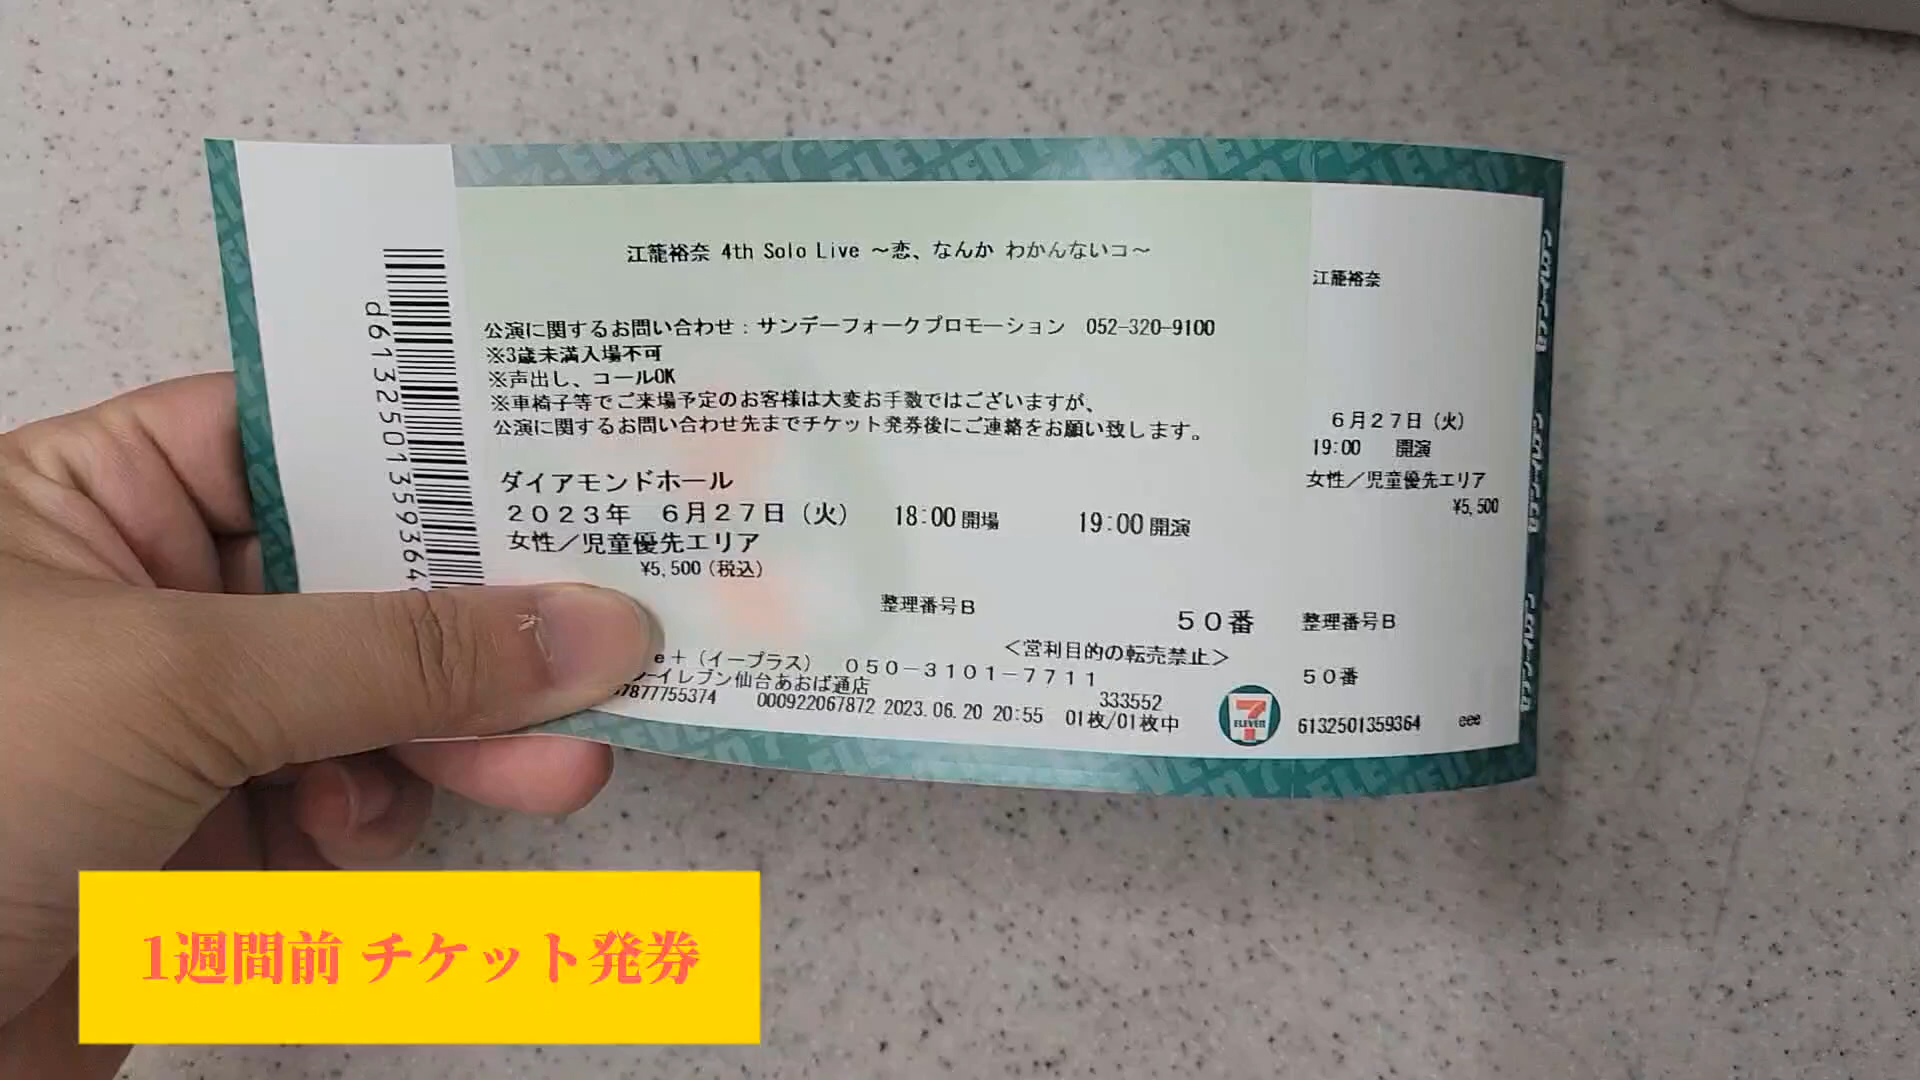 江籠裕奈 4th Solo Live ～恋、なんか わかんないコ～
公演に関するお問い合わせ：サンデーフォークプロモーション 052-320-9100
※3歳未満入場不可
※声出し、コールOK
※車椅子等でご来場予定のお客様は大変お手数ではございますが、
公演に関するお問い合わせ先までチケット発券後にご連絡をお願い致します。
ダイアモンドホール
２０２３年 ６月２７日（火） 18:00 開場 19:00 開演
女性／児童優先エリア
¥5,500（税込）
整理番号Ｂ ５０番
＜営利目的の転売禁止＞
e＋（イープラス） ０５０－３１０１－７７１１
イレブン仙台あおば通店
333552
7877755374 000922067872 2023.06.20 20:55 01枚/01枚中
7
ELEVEN
江籠裕奈
６月２７日（火）
19:00 開演
女性／児童優先エリア
¥5,500
整理番号Ｂ
５０番
6132501359364 eee
d6132501359364
7-ELEVEN
1週間前 チケット発券